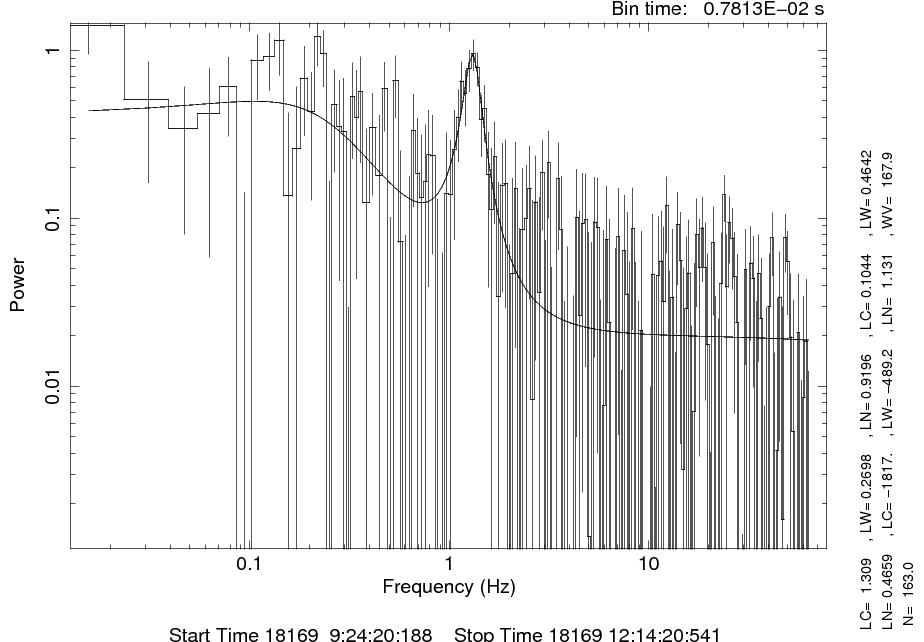 Bin time:   0.7813E−02 s
1
0.1
0.01
Power
0.1
1
10
Frequency (Hz)
Start Time 18169  9:24:20:188    Stop Time 18169 12:14:20:541
LC= 1.309   , LW= 0.2698   , LN= 0.9196   , LC= 0.1044   , LW= 0.4642
LN= 0.4659   , LC= −1817.   , LW= −489.2   , LN= 1.131   , WV= 167.9
N= 163.0